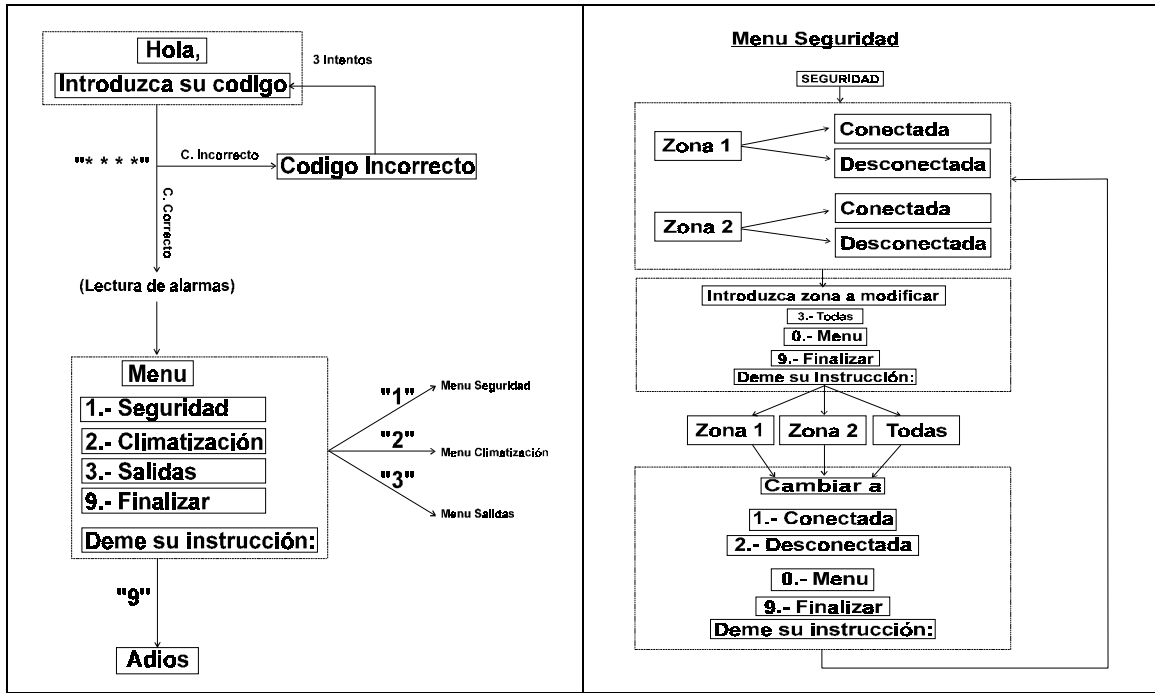 Hola,
3 Intentos
Introduzca su codIgo
"* * * *"
C. Incorrecto
Codigo Incorrecto
C. Correcto
(Lectura de alarmas)
Menu
1.- Seguridad
2.- Climatización
3.- Salidas
9.- Finalizar
Deme su instrucción:
"1"
Menu Seguridad
"2"
Menu Climatización
"3"
Menu Salidas
"9"
Adios
Menu Seguridad
SEGURIDAD
Zona 1
Conectada
Desconectada
Zona 2
Conectada
Desconectada
Introduzca zona a modificar
3.- Todas
0.- Menu
9.- Finalizar
Deme su Instrucción:
Zona 1
Zona 2
Todas
Cambiar a
1.- Conectada
2.- Desconectada
0.- Menu
9.- Finalizar
Deme su instrucción: